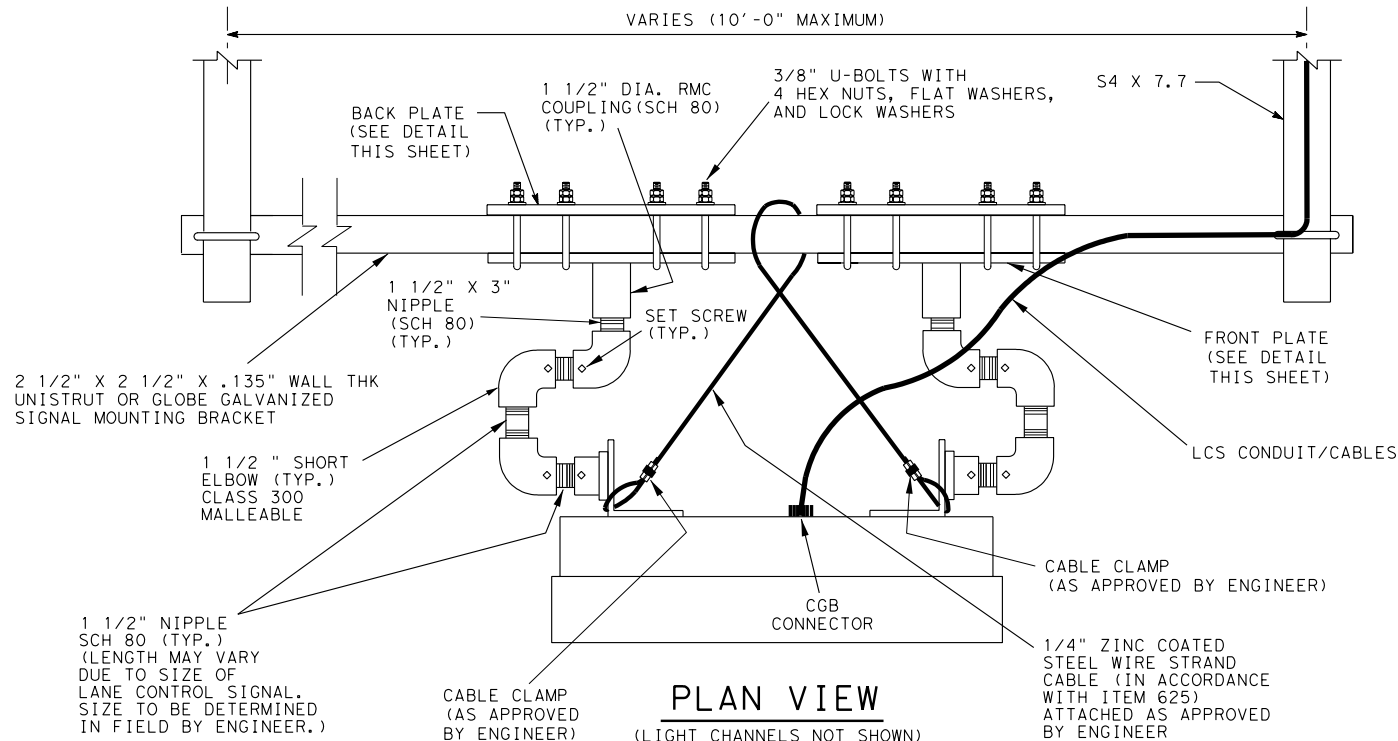 VARIES (10'-0" MAXIMUM)
1 1/2" DIA. RMC
COUPLING(SCH 80)
(TYP.)
3/8" U-BOLTS WITH
4 HEX NUTS, FLAT WASHERS,
AND LOCK WASHERS
S4 X 7.7
BACK PLATE
(SEE DETAIL
THIS SHEET)
1 1/2" X 3"
NIPPLE
(SCH 80)
(TYP.)
SET SCREW
(TYP.)
FRONT PLATE
(SEE DETAIL
THIS SHEET)
2 1/2" X 2 1/2" X .135" WALL THK
UNISTRUT OR GLOBE GALVANIZED
SIGNAL MOUNTING BRACKET
LCS CONDUIT/CABLES
1 1/2 " SHORT
ELBOW (TYP.)
CLASS 300
MALLEABLE
CABLE CLAMP
(AS APPROVED BY ENGINEER)
CGB
CONNECTOR
1 1/2" NIPPLE
SCH 80 (TYP.)
(LENGTH MAY VARY
DUE TO SIZE OF
LANE CONTROL SIGNAL.
SIZE TO BE DETERMINED
IN FIELD BY ENGINEER.)
CABLE CLAMP
(AS APPROVED
BY ENGINEER)
1/4" ZINC COATED
STEEL WIRE STRAND
CABLE (IN ACCORDANCE
WITH ITEM 625)
ATTACHED AS APPROVED
BY ENGINEER
PLAN VIEW
(LIGHT CHANNELS NOT SHOWN)